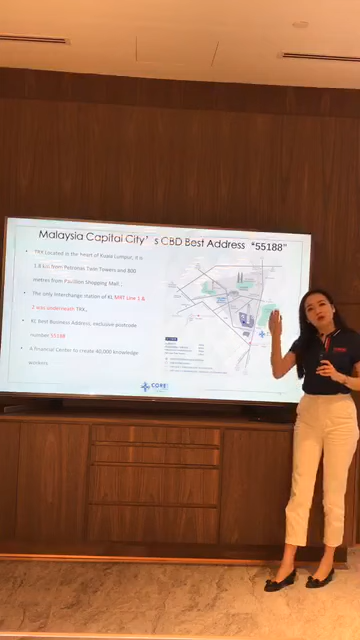 Malaysia Capital City's CBD Best Address "55188"
TRX Located in the heart of Kuala Lumpur, it is
1.8 km from Petronas Twin Towers and 800
metres from Pavilion Shopping Mall ;
The only interchange station of KL MRT Line 1 &
2 was underneath TRX,
KL Best Business Address, exclusive postcode
number 55188
A Financial Center to create 40,000 knowledge
workers
CORE